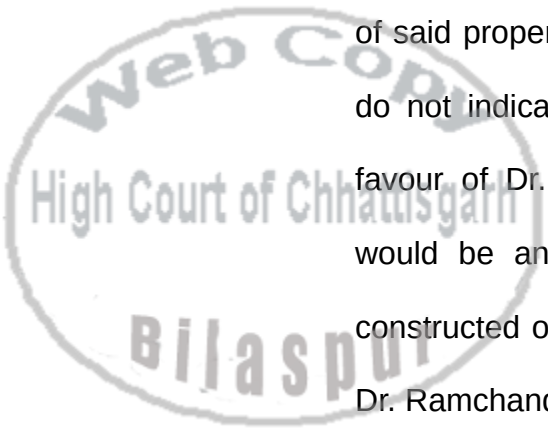 of said proper
do not indica
favour of Dr.
would be an
constructed o
Dr. Ramchand
Web Copy
High Court of Chhattisgarh
Bilaspur